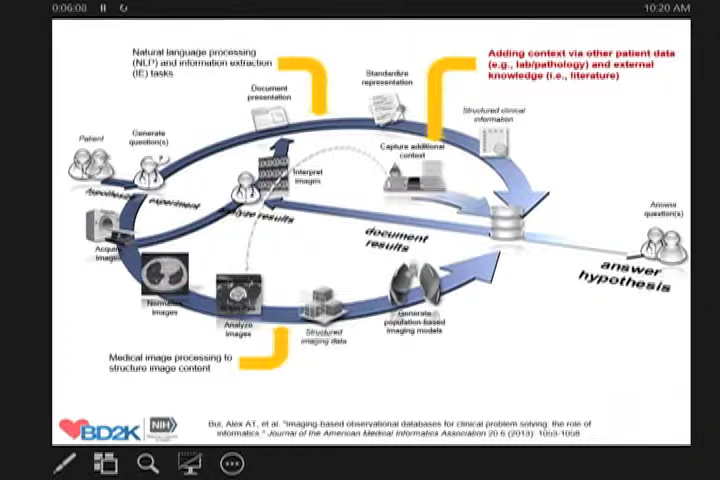 0:06:08
10:20 AM
Natural language processing
(NLP) and information extraction
(IE) tasks
Adding context via other patient data
(e.g., lab/pathology) and external
knowledge (i.e., literature)
Document
presentation
Standardize
representation
Structured clinical
information
Patient
Generate
question(s)
Capture additional
context
Interpret
images
hypothesize
experiment
analyze results
Answer
question(s)
Acquire
images
document
results
answer
hypothesis
Normalize
images
Analyze
images
Structured
imaging data
Generate
population-based
imaging models
Medical image processing to
structure image content
BD2K
NIH
Bui, Alex AT, et al. "Imaging-based observational databases for clinical problem solving: the role of
informatics." Journal of the American Medical Informatics Association 20.6 (2013): 1053-1058.